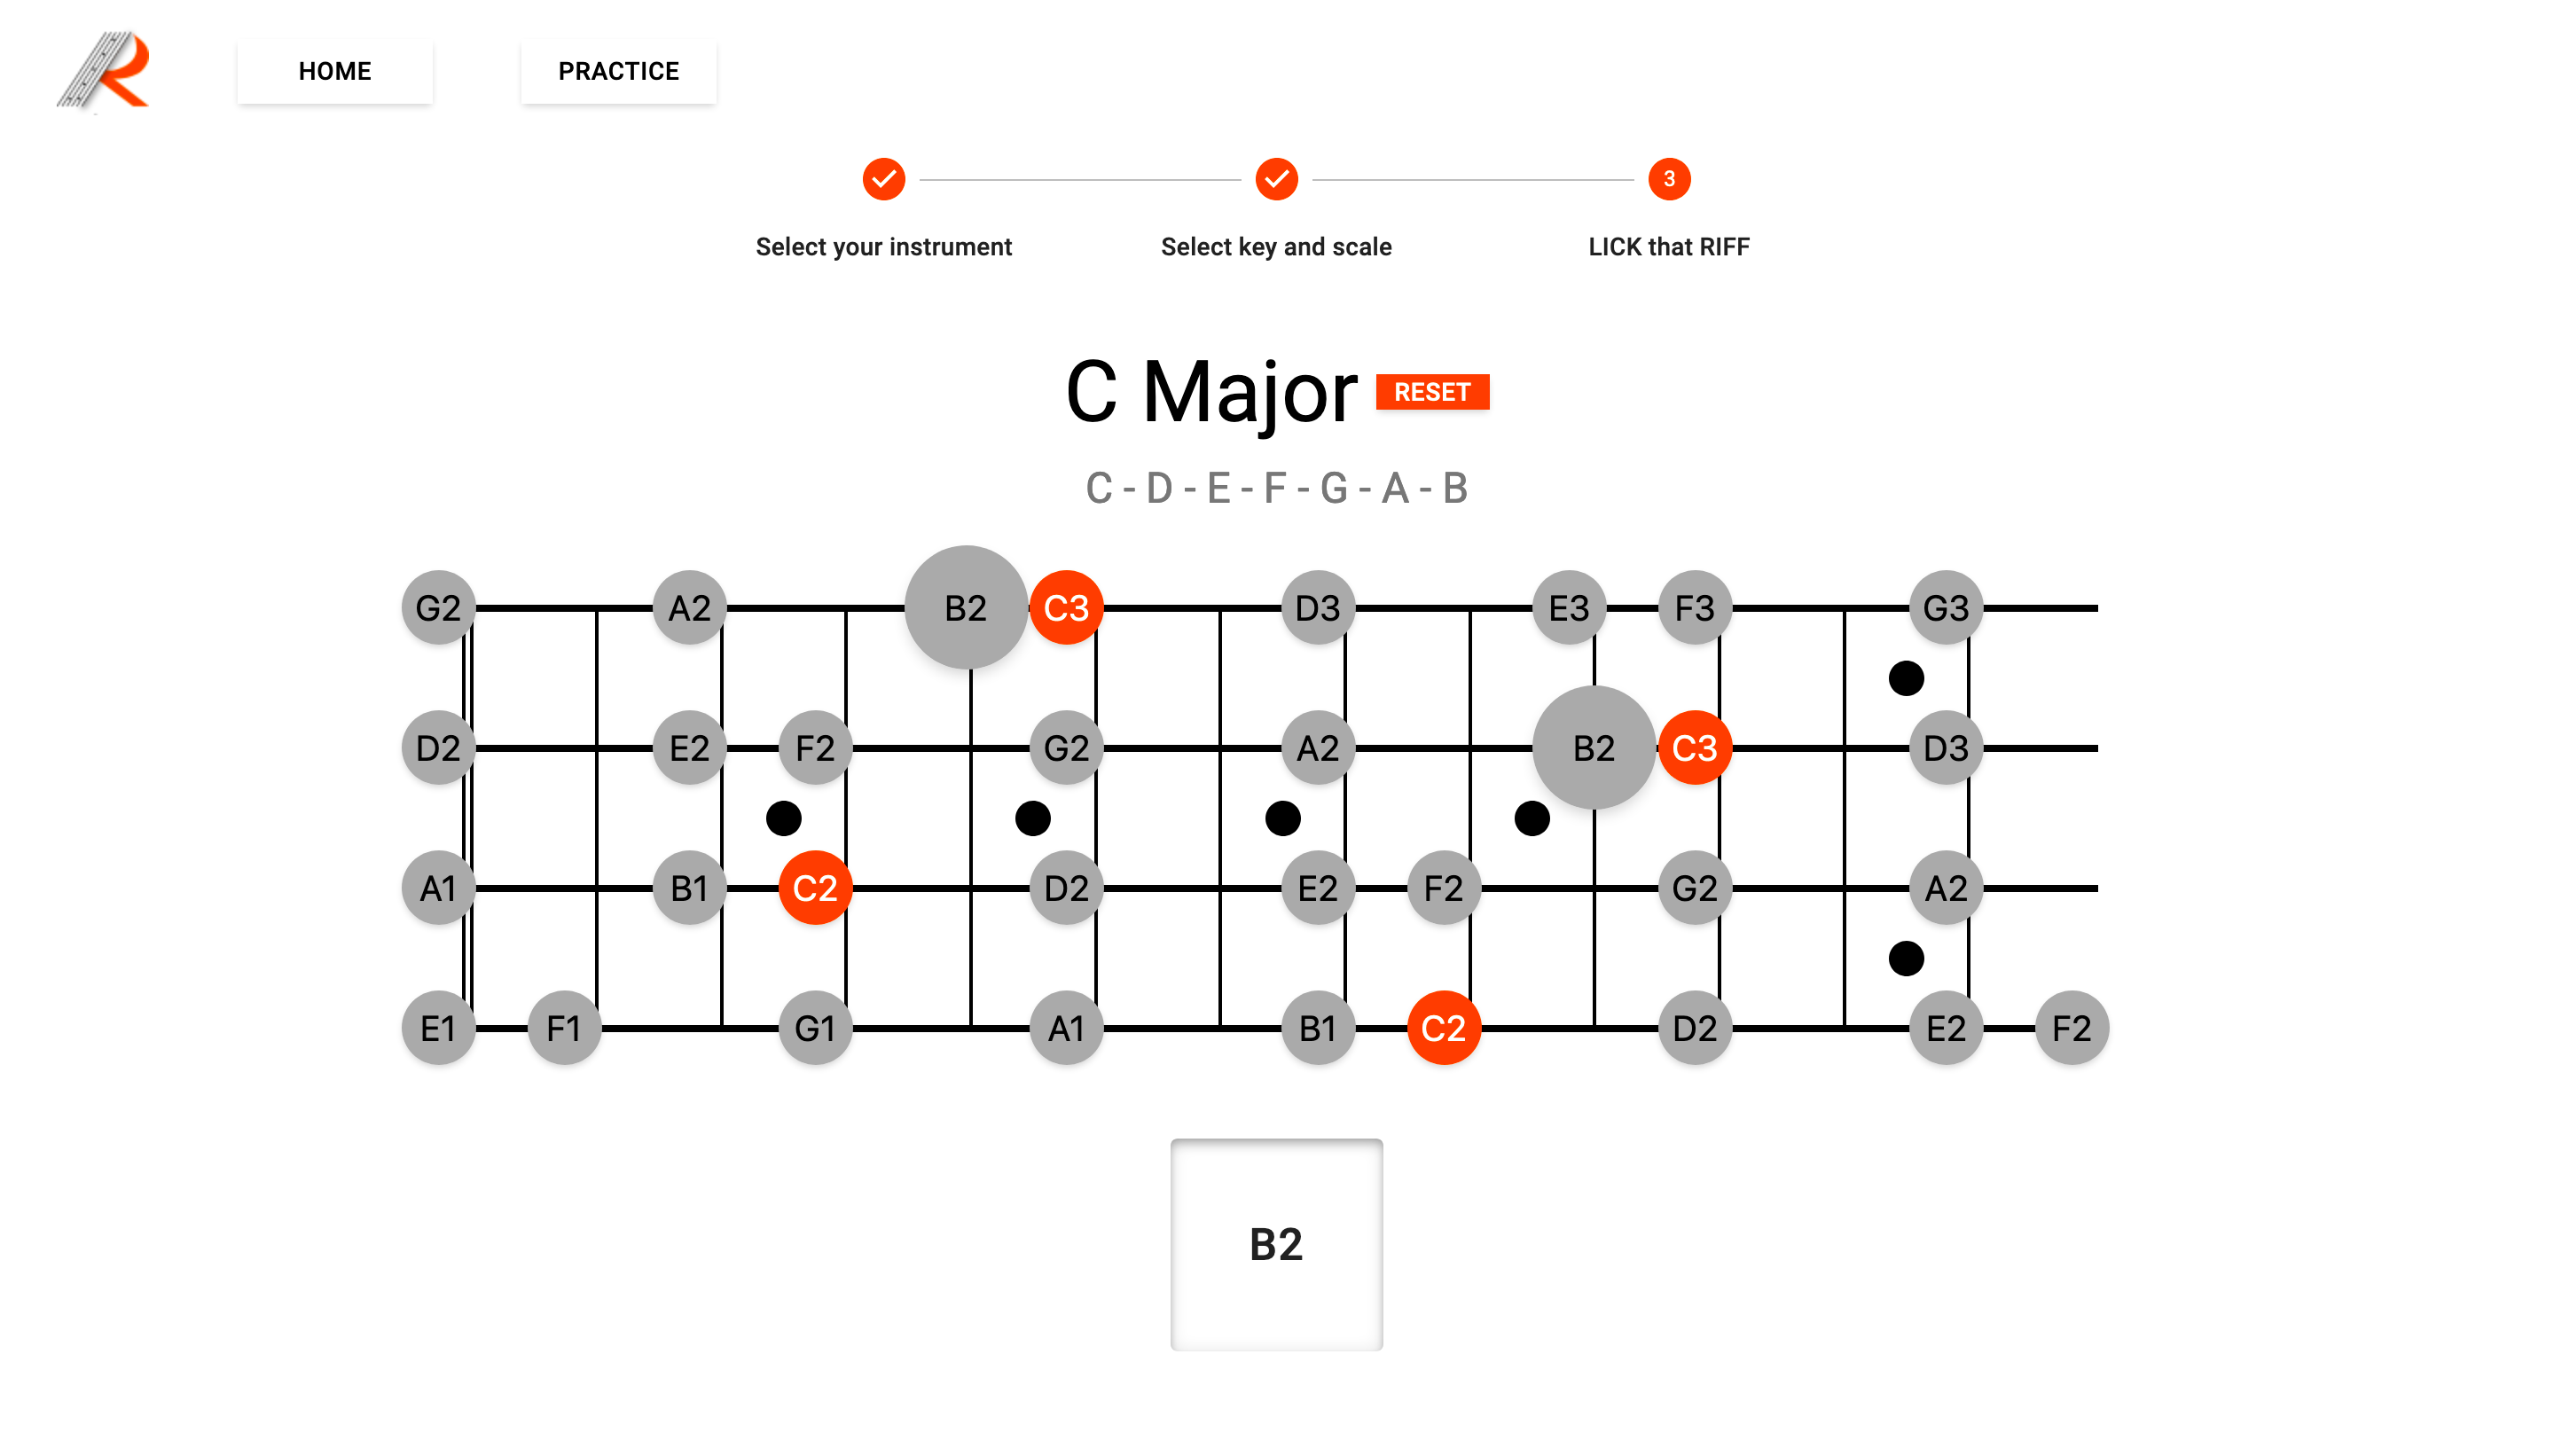 HOME PRACTICE
3
Select your instrument Select key and scale LICK that RIFF
C Major RESET
C - D - E - F - G - A - B
G2 A2 B2 C3 D3 E3 F3 G3
D2 E2 F2 G2 A2 B2 C3 D3
A1 B1 C2 D2 E2 F2 G2 A2
E1 F1 G1 A1 B1 C2 D2 E2 F2
B2